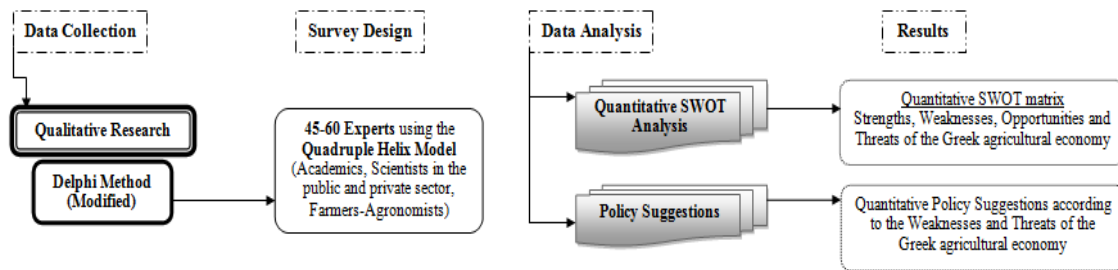 Data Collection
Survey Design
Data Analysis
Results
Qualitative Research
Delphi Method
(Modified)
45-60 Experts using the
Quadruple Helix Model
(Academics, Scientists in the
public and private sector,
Farmers-Agronomists)
Quantitative SWOT
Analysis
Policy Suggestions
Quantitative SWOT matrix
Strengths, Weaknesses, Opportunities and
Threats of the Greek agricultural economy
Quantitative Policy Suggestions according
to the Weaknesses and Threats of the
Greek agricultural economy